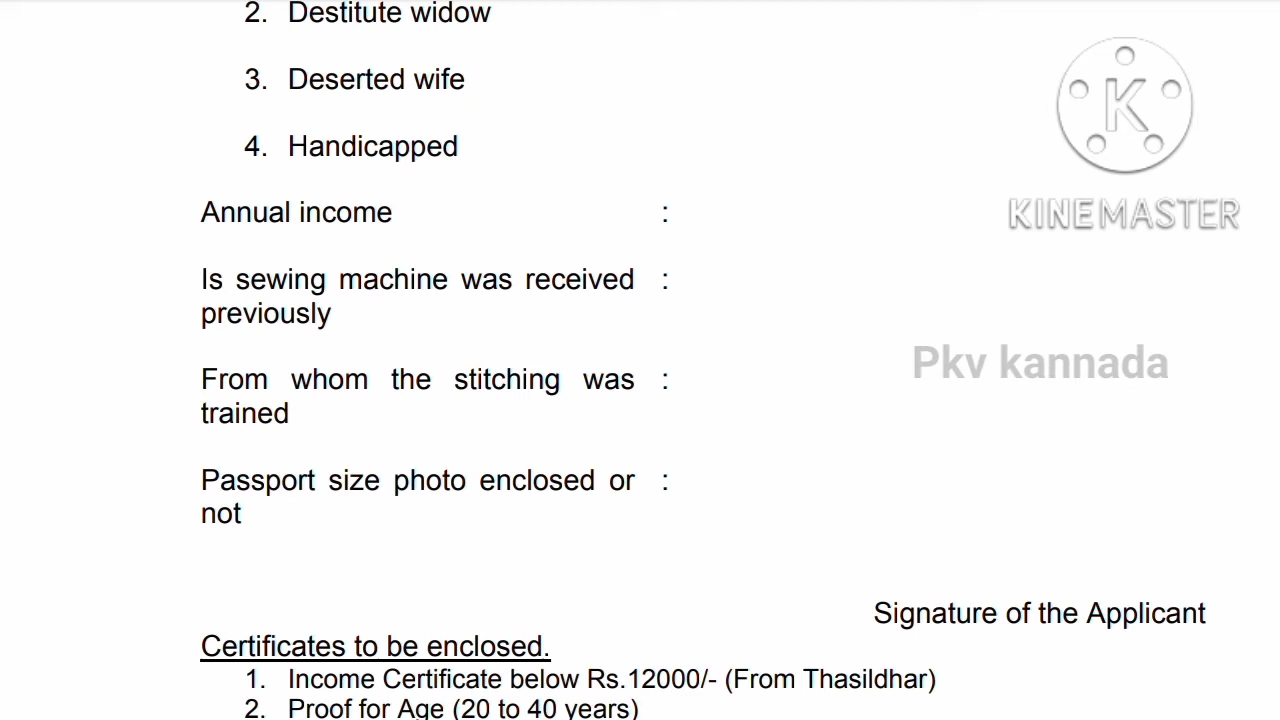 2. Destitute widow
3. Deserted wife
4. Handicapped
K
KINEMASTER
Annual income :
Is sewing machine was received :
previously
Pkv kannada
From whom the stitching was :
trained
Passport size photo enclosed or :
not
Signature of the Applicant
Certificates to be enclosed.
1. Income Certificate below Rs.12000/- (From Thasildhar)
2. Proof for Age (20 to 40 years)